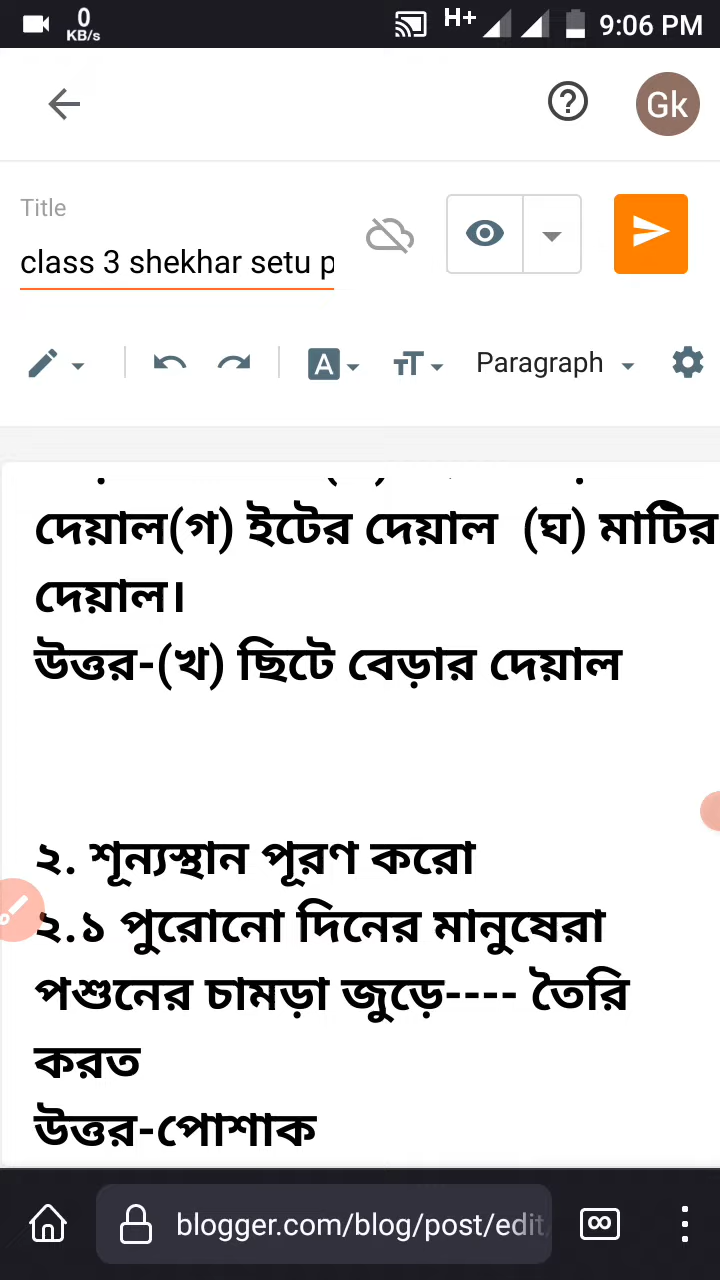 0
KB/s
H+
9:06 PM
Gk
Title
class 3 shekhar setu p
A
TT
Paragraph
দেয়াল(গ) ইটের দেয়াল (ঘ) মাটির
দেয়াল।
উত্তর-(খ) ছিটে বেড়ার দেয়াল
২. শূন্যস্থান পূরণ করো
২.১ পুরোনো দিনের মানুষেরা
পশুনের চামড়া জুড়ে---- তৈরি
করত
উত্তর-পোশাক
blogger.com/blog/post/edit